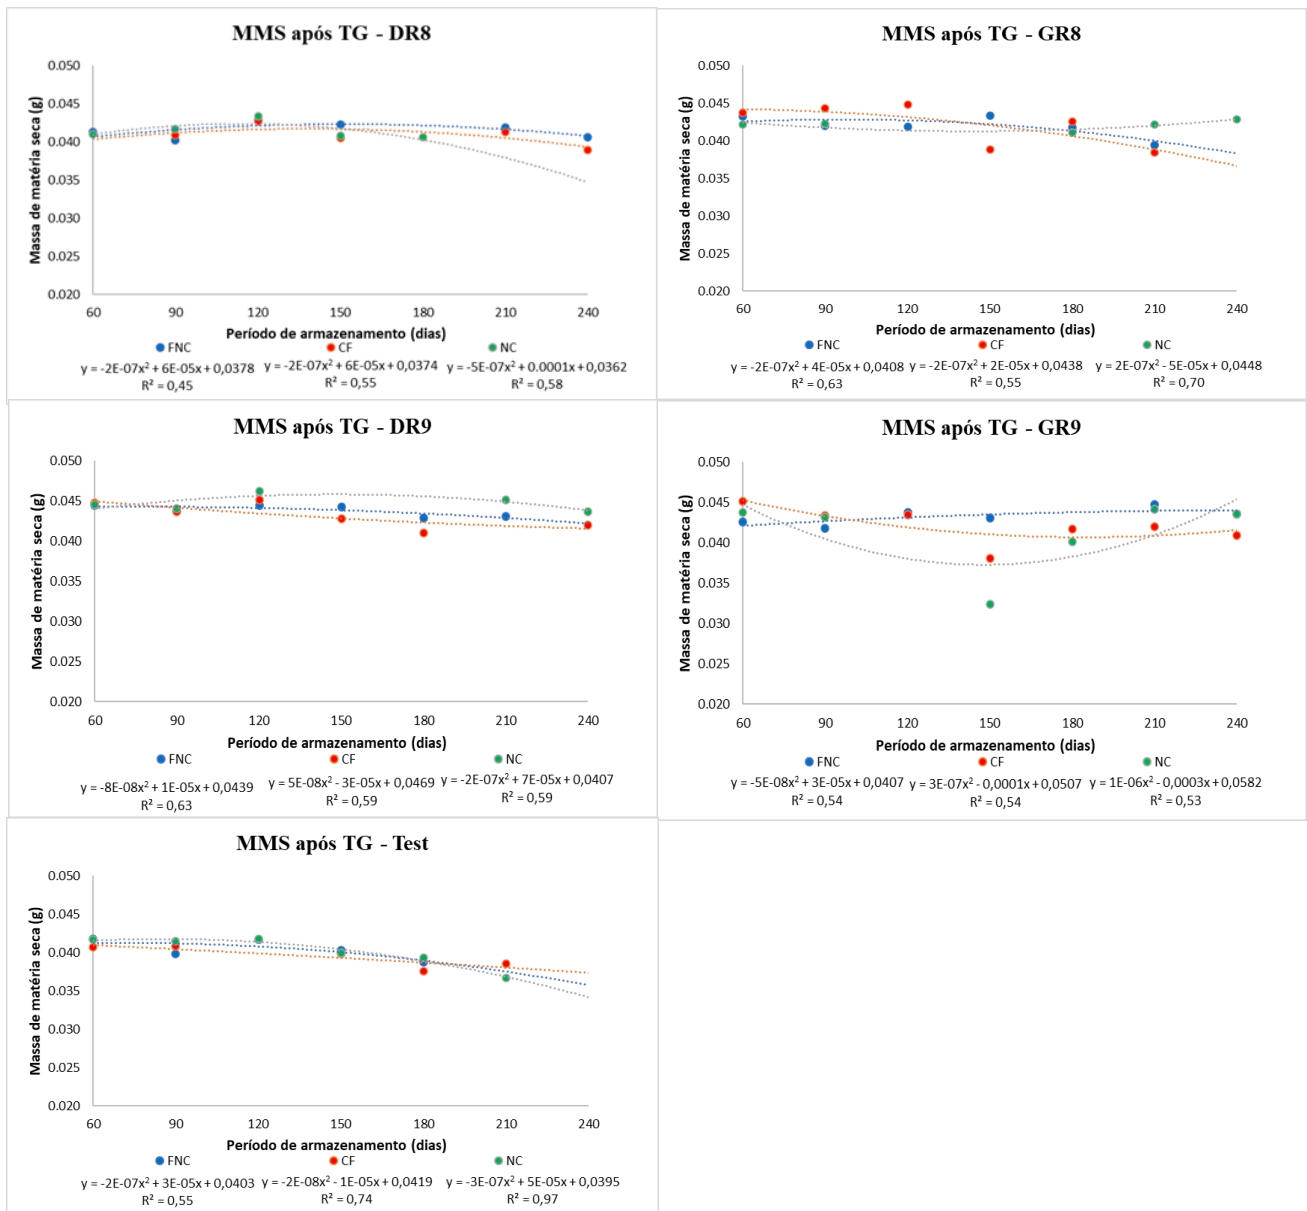 MMS após TG - DR8
Massa de matéria seca (g)
0.050
0.045
0.040
0.035
0.030
0.025
0.020
60 90 120 150 180 210 240
Período de armazenamento (dias)
FNC CF NC
y = -2E-07x² + 6E-05x + 0,0378 y = -2E-07x² + 6E-05x + 0,0374 y = -5E-07x² + 0.0001x + 0,0362
R² = 0,45 R² = 0,55 R² = 0,58
MMS após TG - GR8
Massa de matéria seca (g)
0.050
0.045
0.040
0.035
0.030
0.025
0.020
60 90 120 150 180 210 240
Período de armazenamento (dias)
FNC CF NC
y = -2E-07x² + 4E-05x + 0,0408 y = -2E-07x² + 2E-05x + 0,0438 y = 2E-07x² - 5E-05x + 0,0448
R² = 0,63 R² = 0,55 R² = 0,70
MMS após TG - DR9
Massa de matéria seca (g)
0.050
0.045
0.040
0.035
0.030
0.025
0.020
60 90 120 150 180 210 240
Período de armazenamento (dias)
FNC CF NC
y = -8E-08x² + 1E-05x + 0,0439 y = 5E-08x² - 3E-05x + 0,0469 y = -2E-07x² + 7E-05x + 0,0407
R² = 0,63 R² = 0,59 R² = 0,59
MMS após TG - GR9
Massa de matéria seca (g)
0.050
0.045
0.040
0.035
0.030
0.025
0.020
60 90 120 150 180 210 240
Período de armazenamento (dias)
FNC CF NC
y = -5E-08x² + 3E-05x + 0,0407 y = 3E-07x² - 0,0001x + 0,0507 y = 1E-06x² - 0,0003x + 0,0582
R² = 0,54 R² = 0,54 R² = 0,53
MMS após TG - Test
Massa de matéria seca (g)
0.050
0.045
0.040
0.035
0.030
0.025
0.020
60 90 120 150 180 210 240
Período de armazenamento (dias)
FNC CF NC
y = -2E-07x² + 3E-05x + 0,0403 y = -2E-08x² - 1E-05x + 0,0419 y = -3E-07x² + 5E-05x + 0,0395
R² = 0,55 R² = 0,74 R² = 0,97